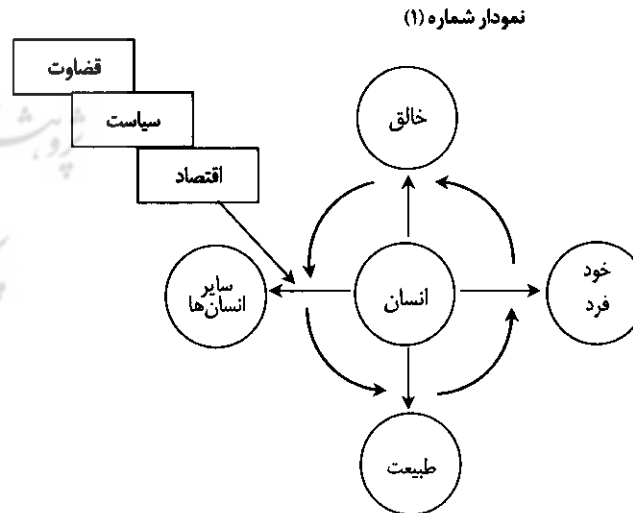 نمودار شماره (۱)
قضاوت
سیاست
اقتصاد
خالق
سایر
انسان‌ها
انسان
خود
فرد
طبیعت